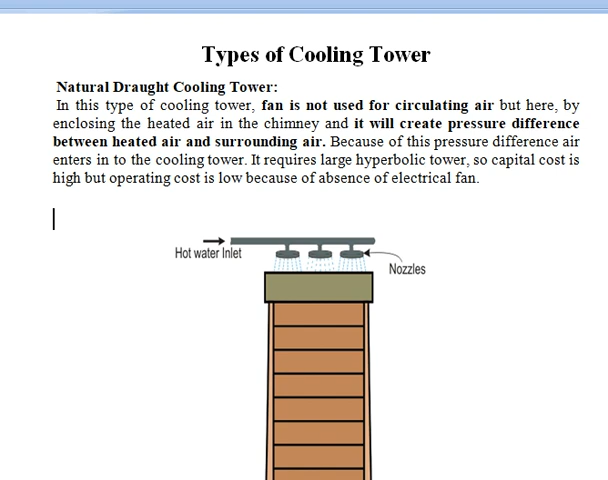 Types of Cooling Tower
Natural Draught Cooling Tower:
In this type of cooling tower, fan is not used for circulating air but here, by
enclosing the heated air in the chimney and it will create pressure difference
between heated air and surrounding air. Because of this pressure difference air
enters in to the cooling tower. It requires large hyperbolic tower, so capital cost is
high but operating cost is low because of absence of electrical fan.
Hot water Inlet
Nozzles